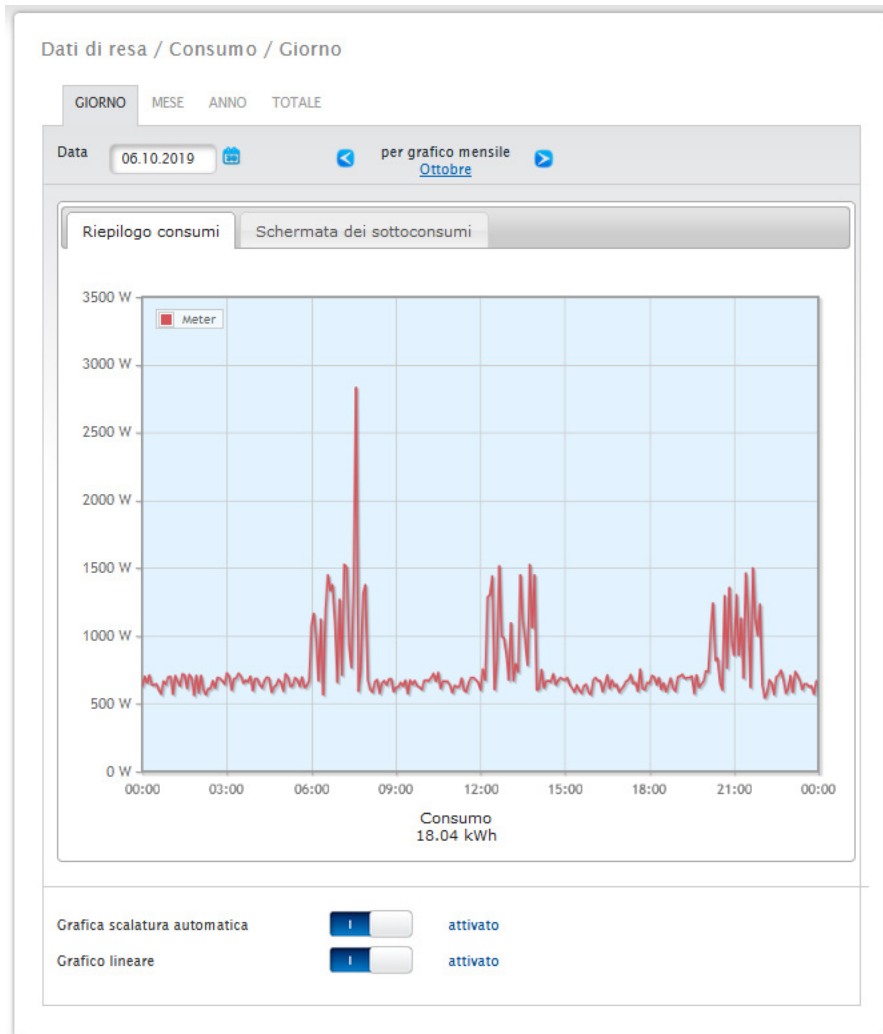 Dati di resa / Consumo / Giorno
GIORNO MESE ANNO TOTALE
Data 06.10.2019 per grafico mensile
Ottobre
Riepilogo consumi Schermata dei sottoconsumi
3500 W
Meter
3000 W
2500 W
2000 W
1500 W
1000 W
500 W
0 W
00:00 03:00 06:00 09:00 12:00 15:00 18:00 21:00 00:00
Consumo
18.04 kWh
Grafica scalatura automatica I attivato
Grafico lineare I attivato